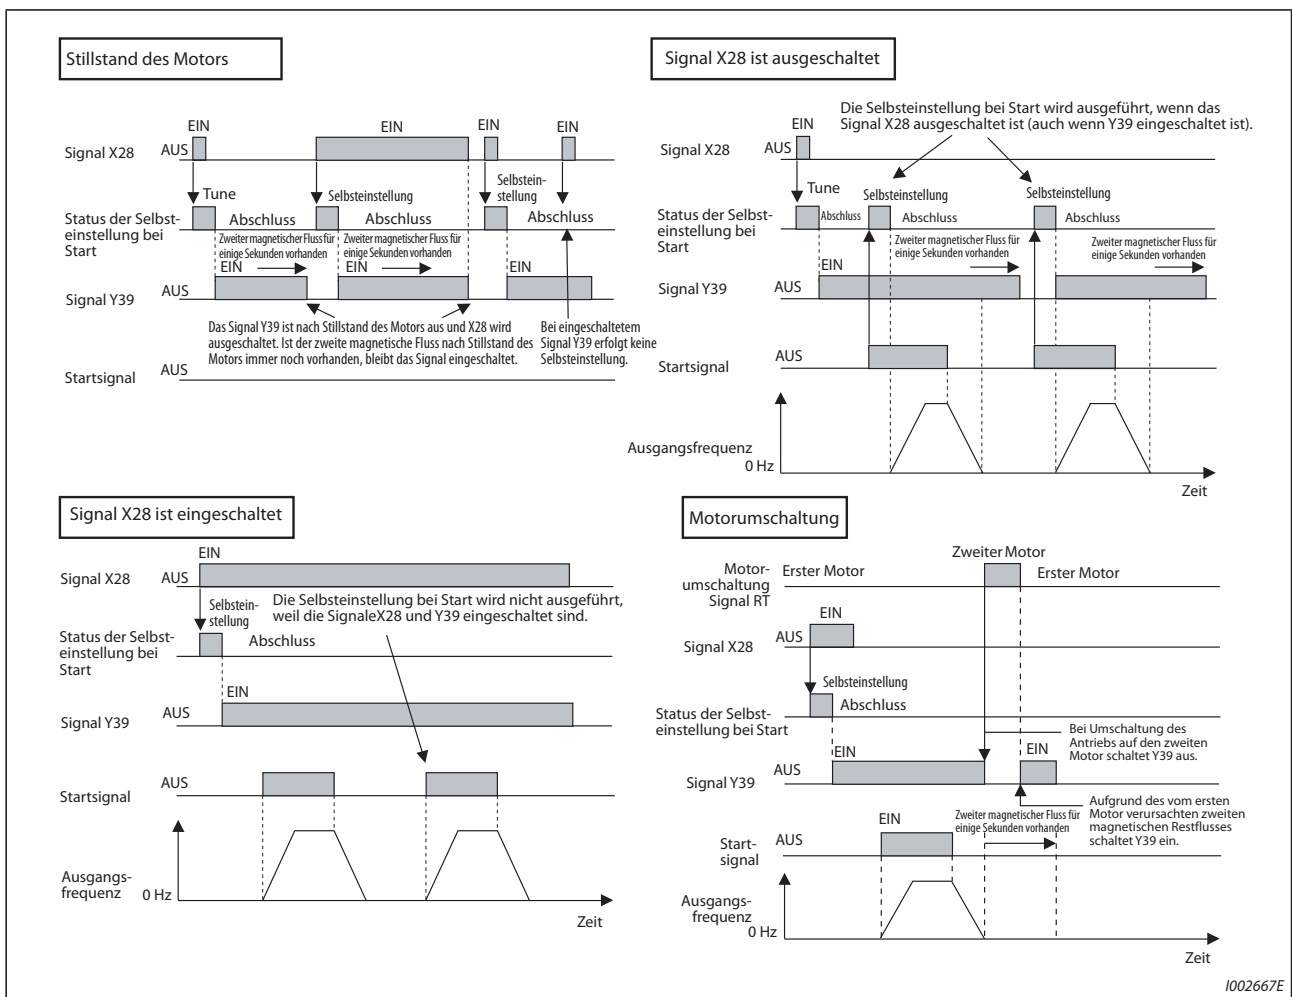 Stillstand des Motors
EIN
EIN
EIN
EIN
Signal X28
AUS
Tune
Selbsteinstellung
Selbstein-
stellung
Status der Selbst-
einstellung bei
Start
Abschluss
Abschluss
Abschluss
Zweiter magnetischer Fluss für
einige Sekunden vorhanden
Zweiter magnetischer Fluss für
einige Sekunden vorhanden
EIN
EIN
EIN
Signal Y39
AUS
Das Signal Y39 ist nach Stillstand des Motors aus und X28 wird
ausgeschaltet. Ist der zweite magnetische Fluss nach Stillstand des
Motors immer noch vorhanden, bleibt das Signal eingeschaltet.
Bei eingeschaltetem
Signal Y39 erfolgt keine
Selbsteinstellung.
Startsignal
AUS
Signal X28 ist ausgeschaltet
Die Selbsteinstellung bei Start wird ausgeführt, wenn das
Signal X28 ausgeschaltet ist (auch wenn Y39 eingeschaltet ist).
EIN
Signal X28
AUS
Tune
Selbsteinstellung
Selbsteinstellung
Status der Selbst-
einstellung bei
Start
Abschluss
Abschluss
Abschluss
Zweiter magnetischer Fluss für
einige Sekunden vorhanden
Zweiter magnetischer Fluss für
einige Sekunden vorhanden
EIN
Signal Y39
AUS
Startsignal
AUS
Ausgangsfrequenz
0 Hz
Zeit
Signal X28 ist eingeschaltet
EIN
Signal X28
AUS
Selbstein-
stellung
Die Selbsteinstellung bei Start wird nicht ausgeführt,
weil die SignaleX28 und Y39 eingeschaltet sind.
Status der Selbst-
einstellung bei
Start
Abschluss
EIN
Signal Y39
AUS
Startsignal
AUS
Ausgangs-
frequenz
0 Hz
Zeit
Motorumschaltung
Zweiter Motor
Motor-
umschaltung
Signal RT
Erster Motor
Erster Motor
EIN
Signal X28
AUS
Selbsteinstellung
Abschluss
Status der Selbst-
einstellung bei Start
Bei Umschaltung des
Antriebs auf den zweiten
Motor schaltet Y39 aus.
EIN
EIN
Signal Y39
AUS
Aufgrund des vom ersten
Motor verursachten zweiten
magnetischen Restflusses
schaltet Y39 ein.
Zweiter magnetischer Fluss für
einige Sekunden vorhanden
EIN
Start-
signal
AUS
Ausgangs-
frequenz
0 Hz
Zeit
I002667E